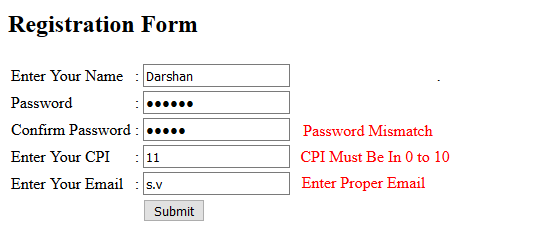 Registration Form
Enter Your Name : Darshan .
Password : ●●●●●●
Confirm Password : ●●●●● Password Mismatch
Enter Your CPI : 11 CPI Must Be In 0 to 10
Enter Your Email : s.v Enter Proper Email
Submit